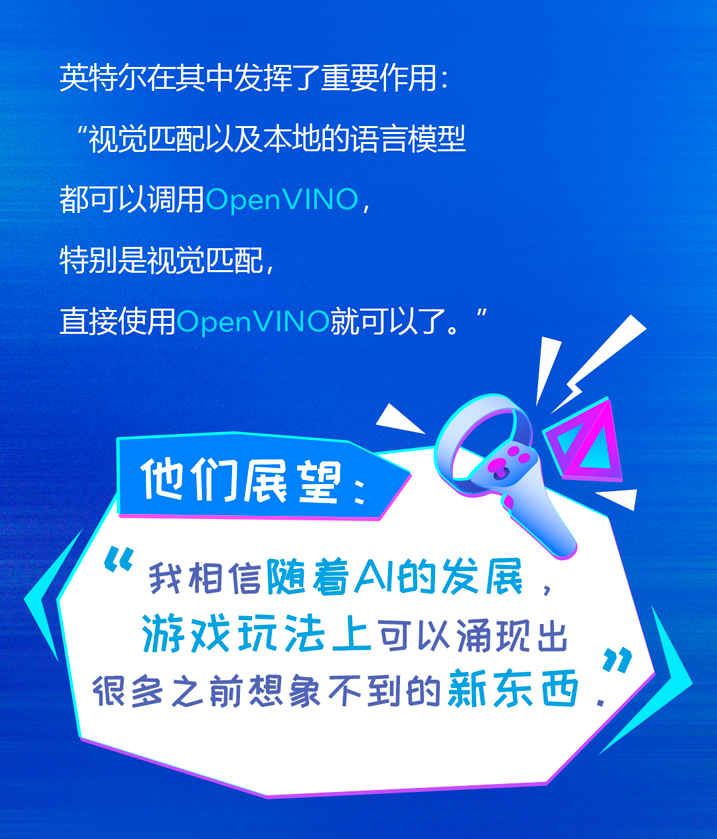 英特尔在其中发挥了重要作用：
“视觉匹配以及本地的语言模型
都可以调用OpenVINO，
特别是视觉匹配，
直接使用OpenVINO就可以了。”
他们展望：
“我相信随着AI的发展，
游戏玩法上可以涌现出
很多之前想象不到的新东西.”